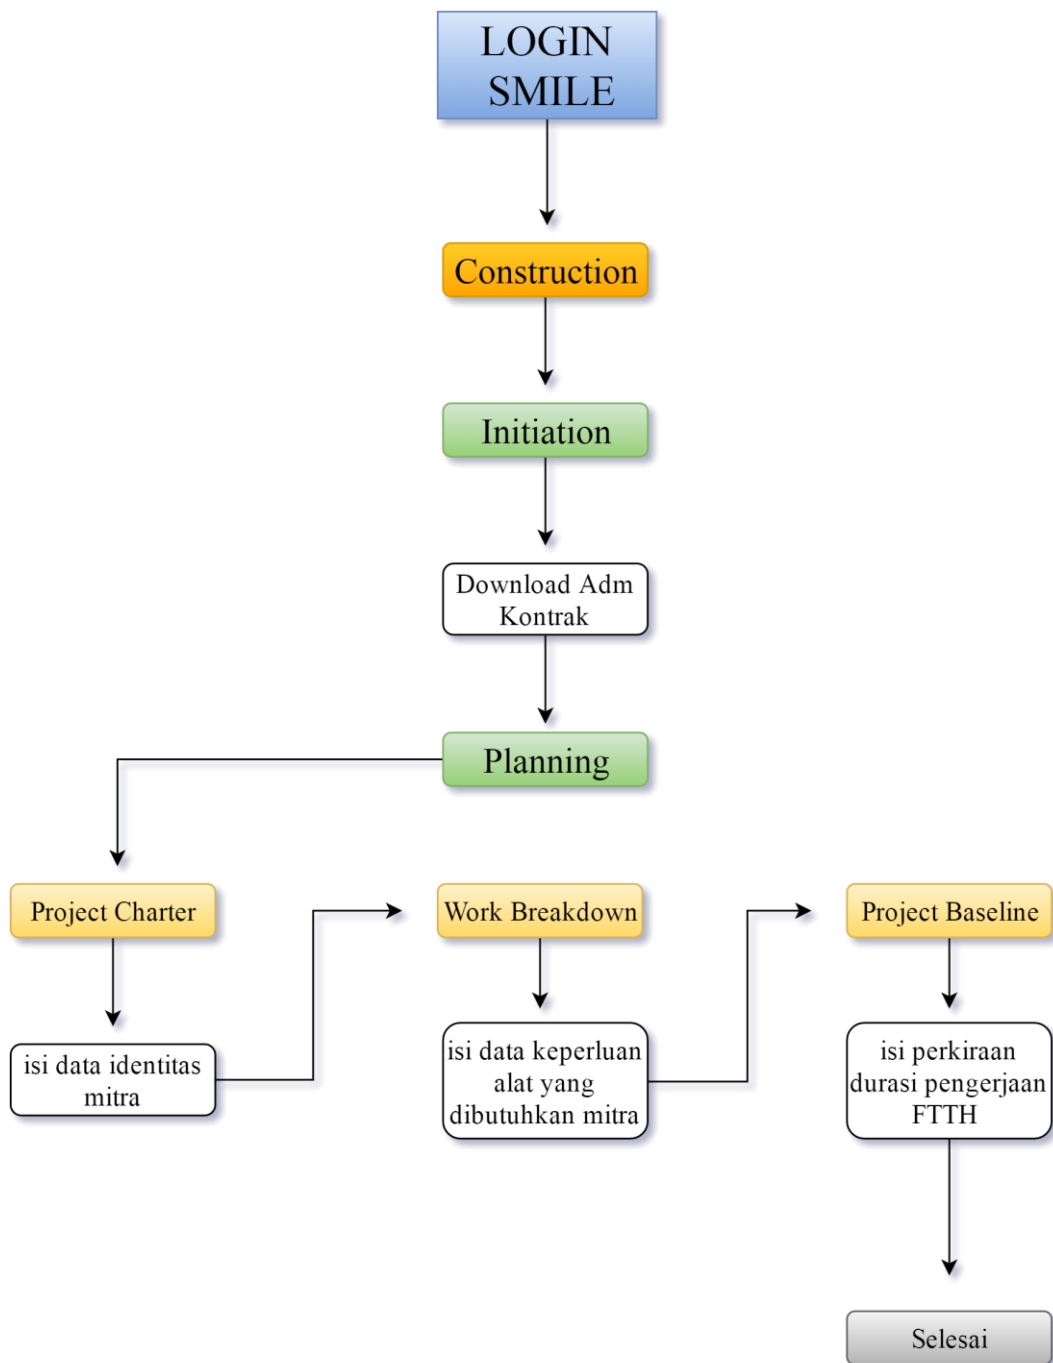 LOGIN
SMILE
Construction
Initiation
Download Adm
Kontrak
Planning
Project Charter
isi data identitas
mitra
Work Breakdown
isi data keperluan
alat yang
dibutuhkan mitra
Project Baseline
isi perkiraan
durasi pengerjaan
FTTH
Selesai